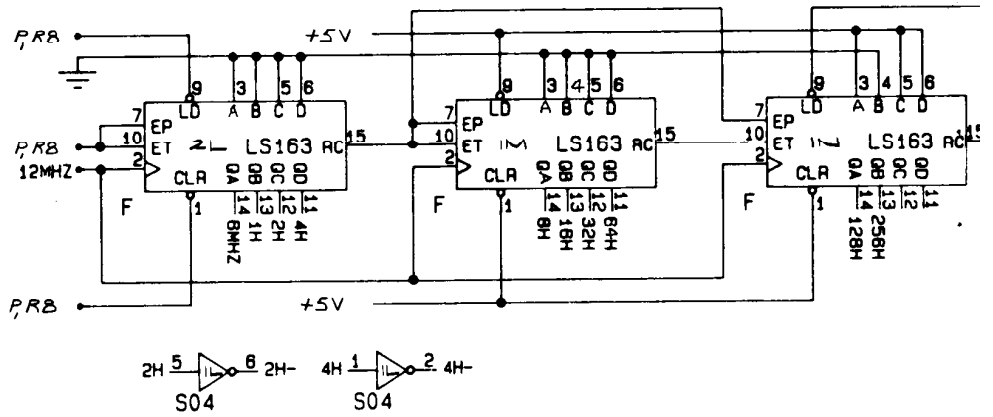 P,R8 +5V
9 3 4 5 6 9 3 4 5 6 9 3 4 5 6
LD A B C D LD A B C D LD A B C D
7 EP 7 EP 7 EP
10 ET 2L LS163 RC 15 10 ET 1M LS163 RC 15 10 ET 1N LS163 RC 15
P,R8
2 2 2
12MHZ
CLR QA QB QC QD CLR QA QB QC QD CLR QA QB QC QD
F 1 14 13 12 11 F 1 14 13 12 11 F 1 14 13 12 11
6MHZ 1H 2H 4H 8H 16H 32H 64H 128H 256H
P,R8 +5V
2H 5 1L 6 2H- 4H 1 1L 2 4H-
S04 S04